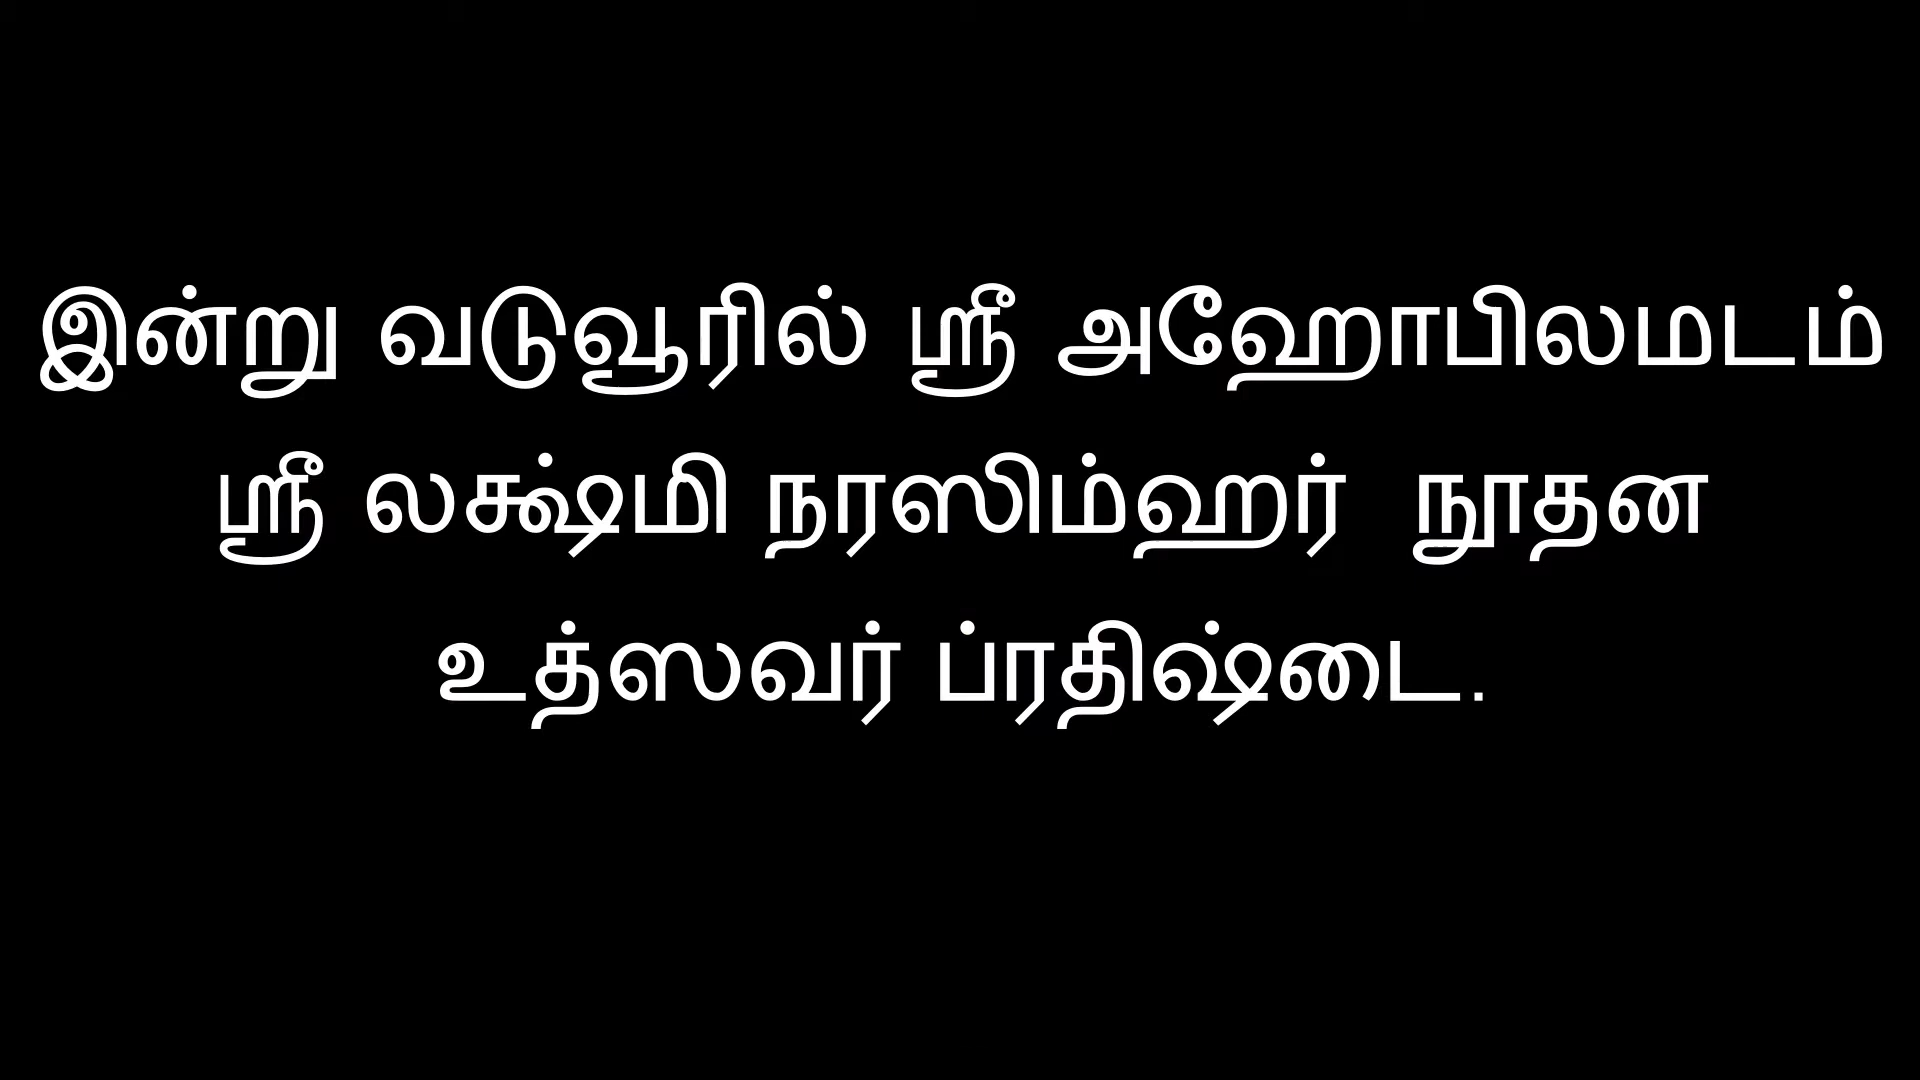 இன்று வடுவூரில் ஸ்ரீ அஹோபிலமடம்
ஸ்ரீ லக்ஷ்மி நரஸிம்ஹர்  நூதன
உத்ஸவர் ப்ரதிஷ்டை.